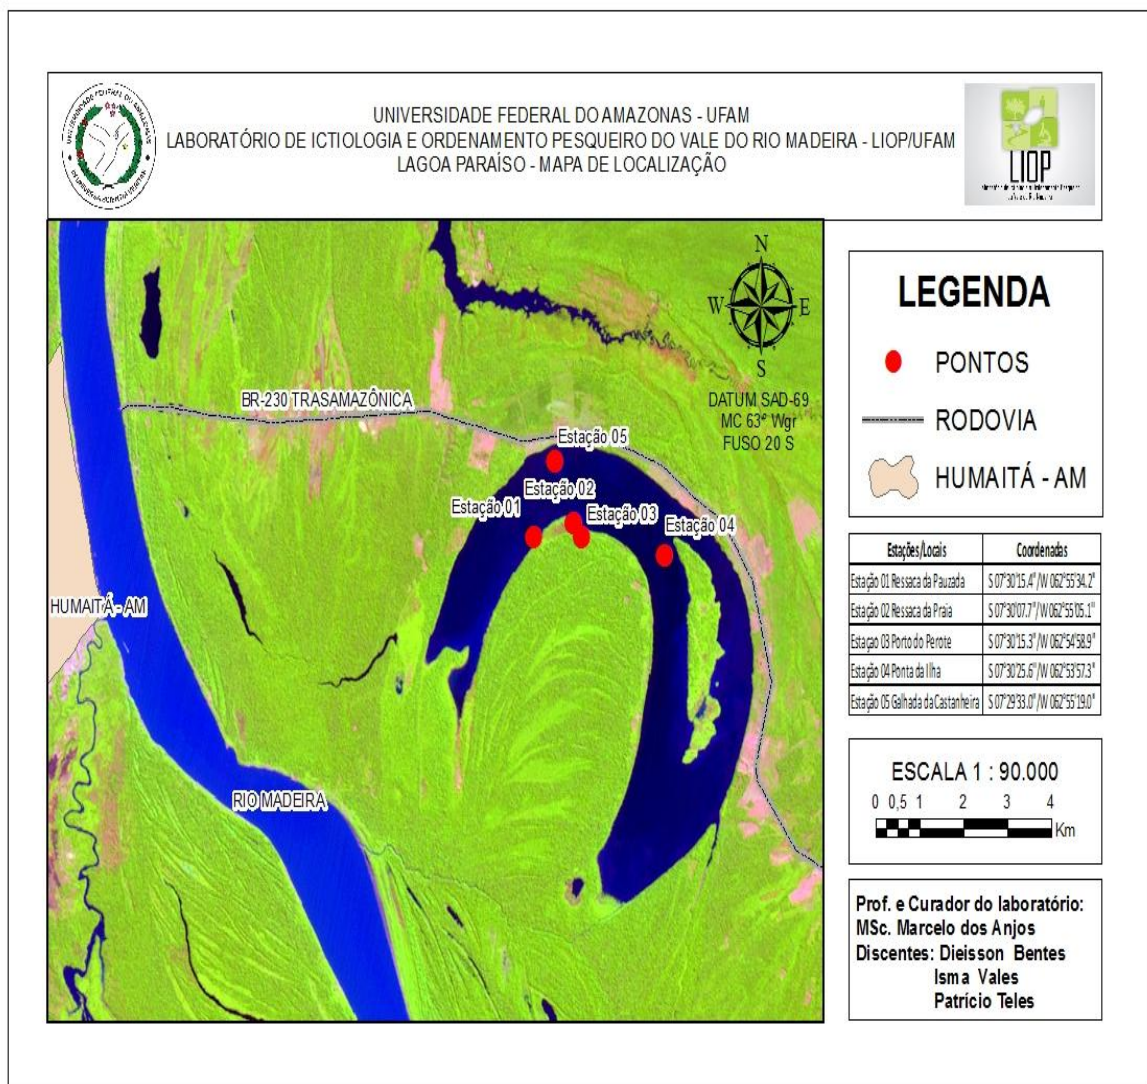 UNIVERSIDADE FEDERAL DO AMAZONAS - UFAM
LABORATÓRIO DE ICTIOLOGIA E ORDENAMENTO PESQUEIRO DO VALE DO RIO MADEIRA - LIOP/UFAM
LAGOA PARAÍSO - MAPA DE LOCALIZAÇÃO
LIOP
N
W
E
S
DATUM SAD-69
MC 63º Wgr
FUSO 20 S
BR-230 TRASAMAZÔNICA
Estação 05
Estação 02
Estação 01
Estação 03
Estação 04
HUMAITÁ - AM
RIO MADEIRA
LEGENDA
PONTOS
RODOVIA
HUMAITÁ - AM
Estações/Locais Coordenadas
Estação 01 Ressaca da Pauzada S 07°30'15.4"/W 062°55'34.2"
Estação 02 Ressaca da Praia S 07°30'07.7"/W 062°55'05.1"
Estação 03 Porto do Perote S 07°30'15.3"/W 062°54'58.9"
Estação 04 Ponta da Ilha S 07°30'25.6"/W 062°53'57.3"
Estação 05 Galhada da Castanheira S 07°29'33.0"/W 062°55'19.0"
ESCALA 1 : 90.000
0 0,5 1 2 3 4
Km
Prof. e Curador do laboratório:
MSc. Marcelo dos Anjos
Discentes: Dieisson Bentes
Isma Vales
Patrício Teles